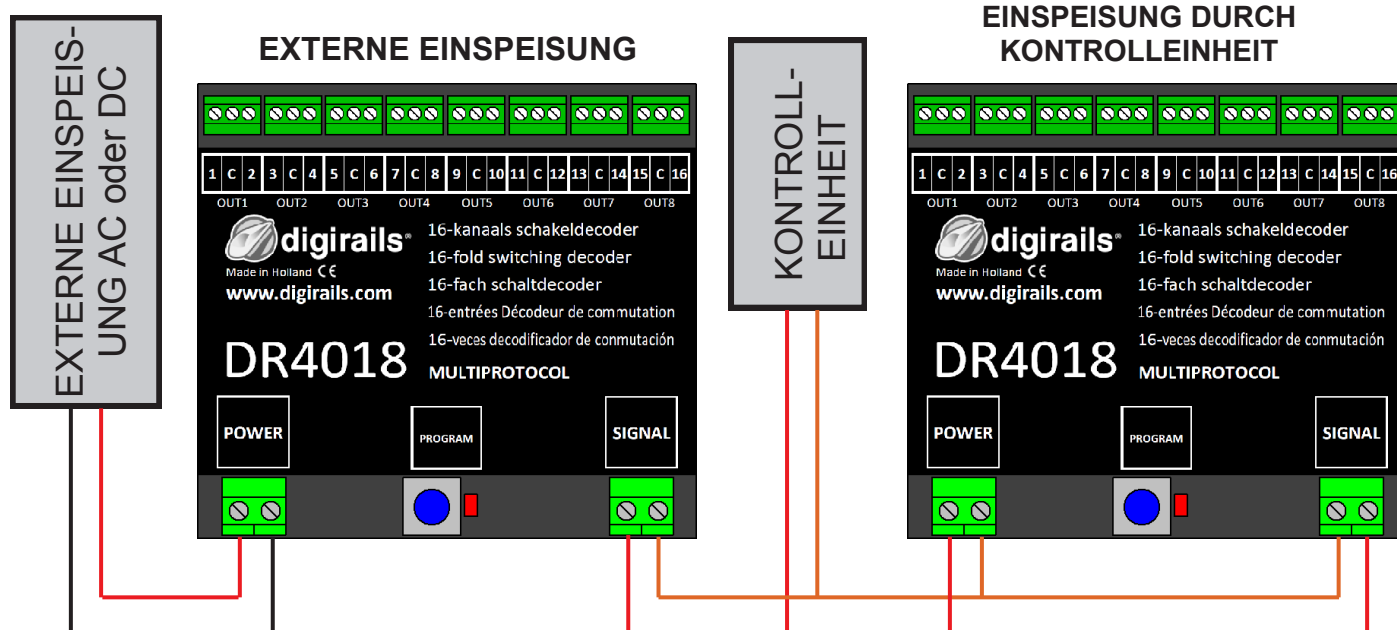 EXTERNE EINSPEIS-
UNG AC oder DC
EXTERNE EINSPEISUNG
1 C 2 3 C 4 5 C 6 7 C 8 9 C 10 11 C 12 13 C 14 15 C 16
OUT1 OUT2 OUT3 OUT4 OUT5 OUT6 OUT7 OUT8
digirails®
Made in Holland CE
www.digirails.com
16-kanaals schakeldecoder
16-fold switching decoder
16-fach schaltdecoder
16-entrées Décodeur de commutation
16-veces decodificador de conmutación
DR4018
MULTIPROTOCOL
POWER
PROGRAM
SIGNAL
KONTROLL-
EINHEIT
EINSPEISUNG DURCH
KONTROLLEINHEIT
1 C 2 3 C 4 5 C 6 7 C 8 9 C 10 11 C 12 13 C 14 15 C 16
OUT1 OUT2 OUT3 OUT4 OUT5 OUT6 OUT7 OUT8
digirails®
Made in Holland CE
www.digirails.com
16-kanaals schakeldecoder
16-fold switching decoder
16-fach schaltdecoder
16-entrées Décodeur de commutation
16-veces decodificador de conmutación
DR4018
MULTIPROTOCOL
POWER
PROGRAM
SIGNAL